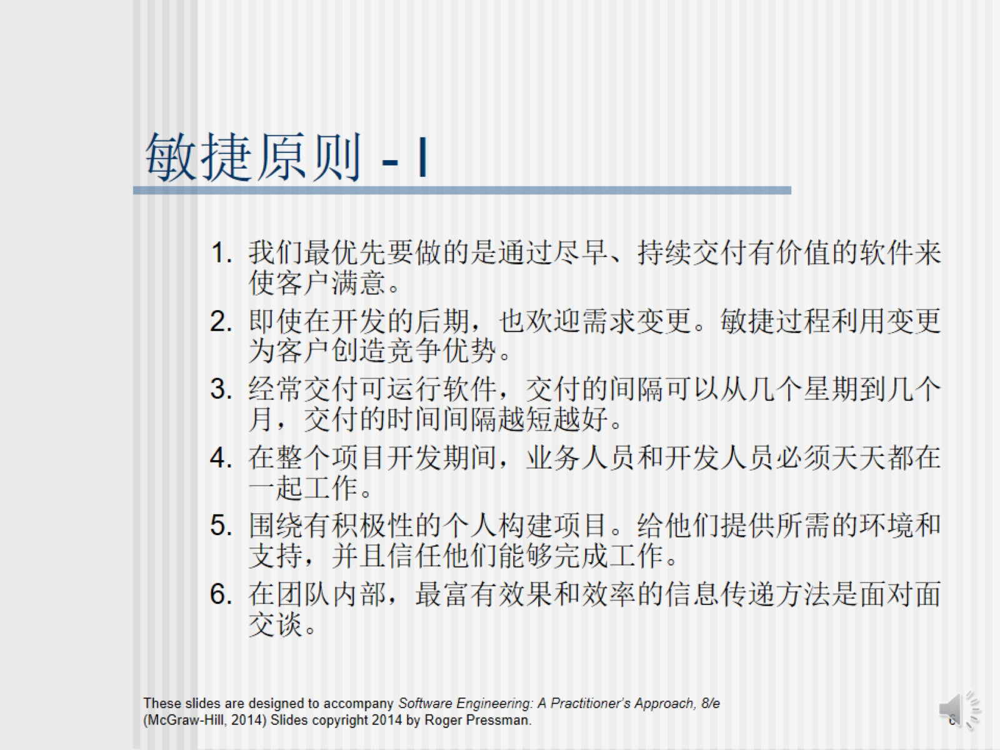 敏捷原则 - I
1. 我们最优先要做的是通过尽早、持续交付有价值的软件来
使客户满意。
2. 即使在开发的后期，也欢迎需求变更。敏捷过程利用变更
为客户创造竞争优势。
3. 经常交付可运行软件，交付的间隔可以从几个星期到几个
月，交付的时间间隔越短越好。
4. 在整个项目开发期间，业务人员和开发人员必须天天都在
一起工作。
5. 围绕有积极性的个人构建项目。给他们提供所需的环境和
支持，并且信任他们能够完成工作。
6. 在团队内部，最富有效果和效率的信息传递方法是面对面
交谈。
These slides are designed to accompany Software Engineering: A Practitioner’s Approach, 8/e
(McGraw-Hill, 2014) Slides copyright 2014 by Roger Pressman.
6